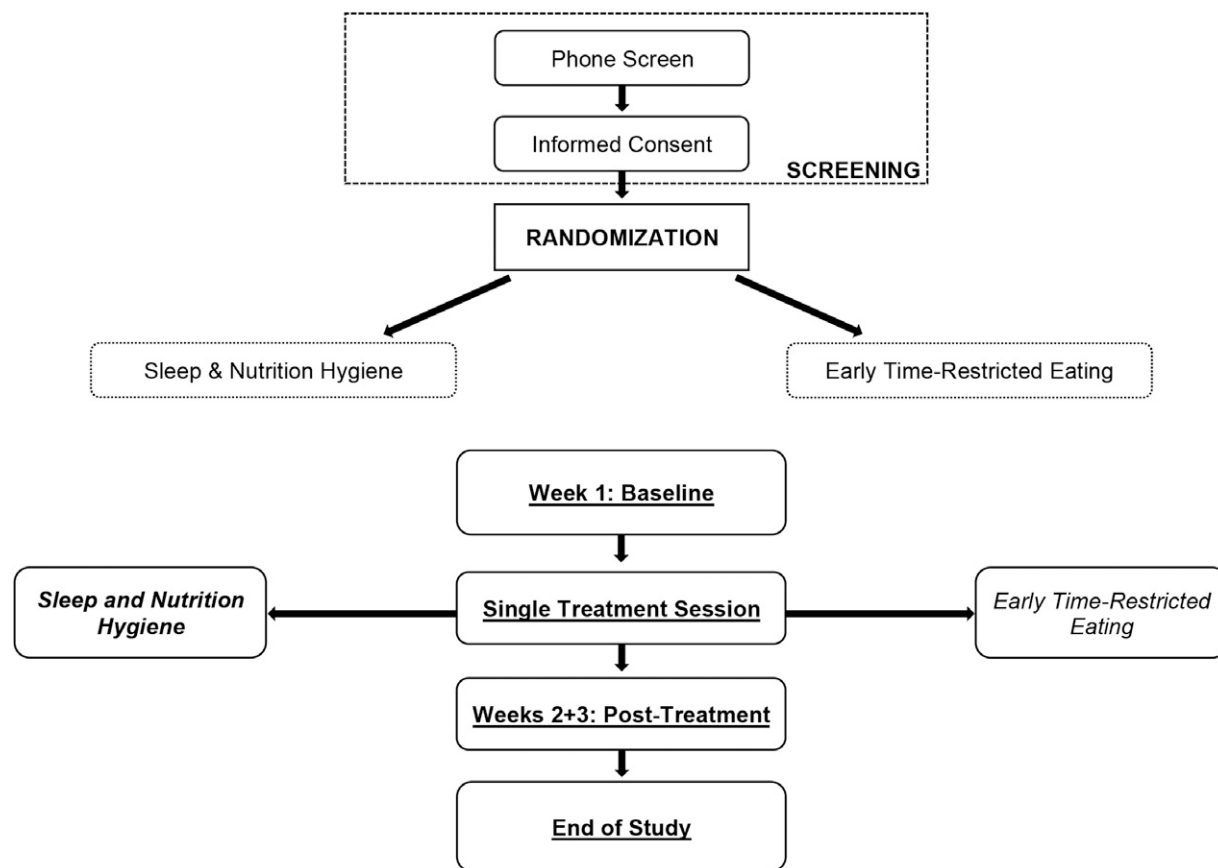 Phone Screen
Informed Consent
SCREENING
RANDOMIZATION
Sleep & Nutrition Hygiene
Early Time-Restricted Eating
Week 1: Baseline
Sleep and Nutrition
Hygiene
Single Treatment Session
Early Time-Restricted
Eating
Weeks 2+3: Post-Treatment
End of Study